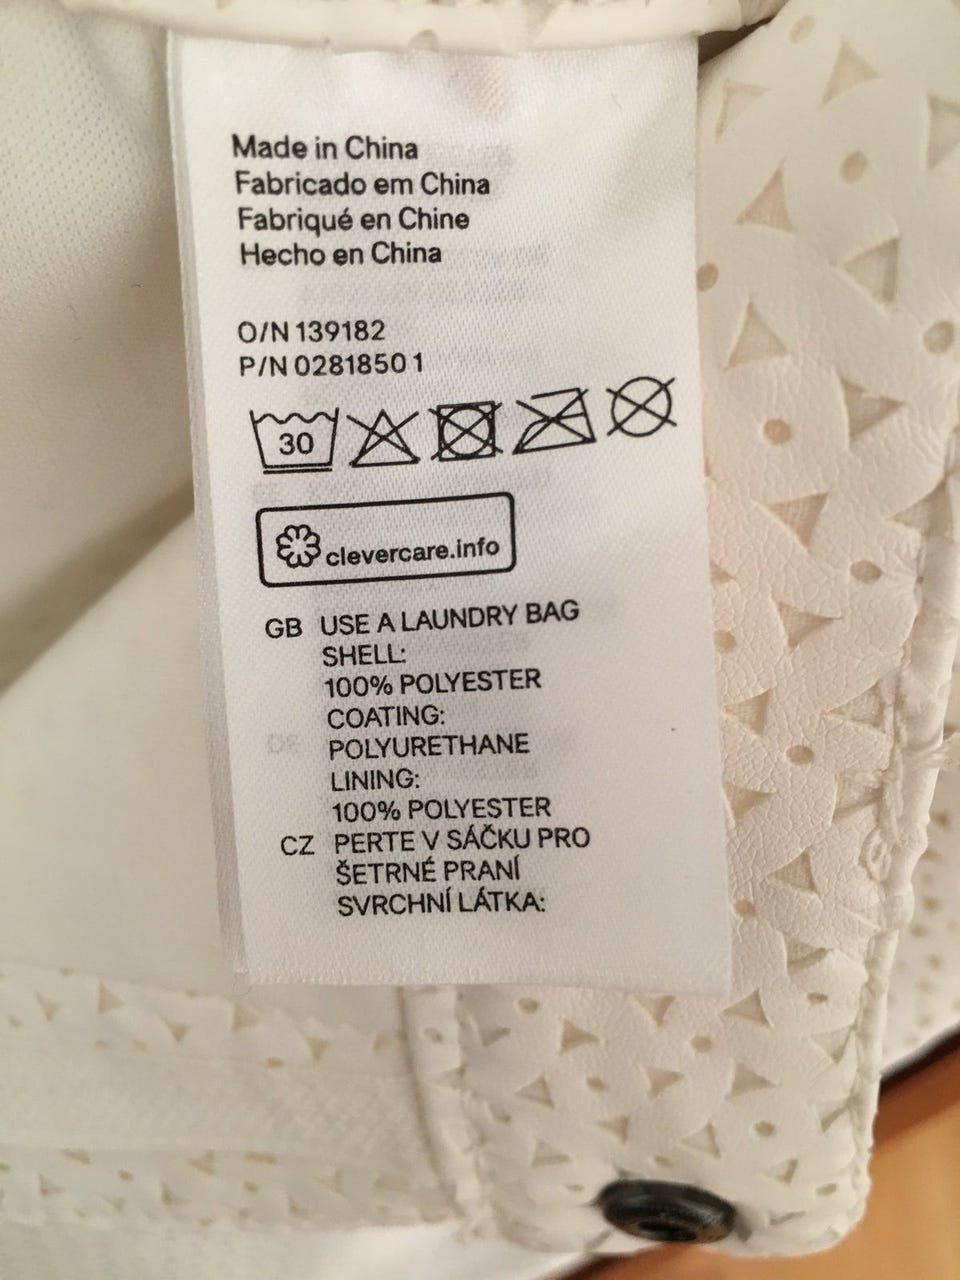 Made in China
Fabricado em China
Fabriqué en Chine
Hecho en China
O/N 139182
P/N 02818501
30
clevercare.info
GB USE A LAUNDRY BAG
SHELL:
100% POLYESTER
COATING:
POLYURETHANE
LINING:
100% POLYESTER
CZ PERTE V SÁČKU PRO
ŠETRNÉ PRANÍ
SVRCHNÍ LÁTKA: